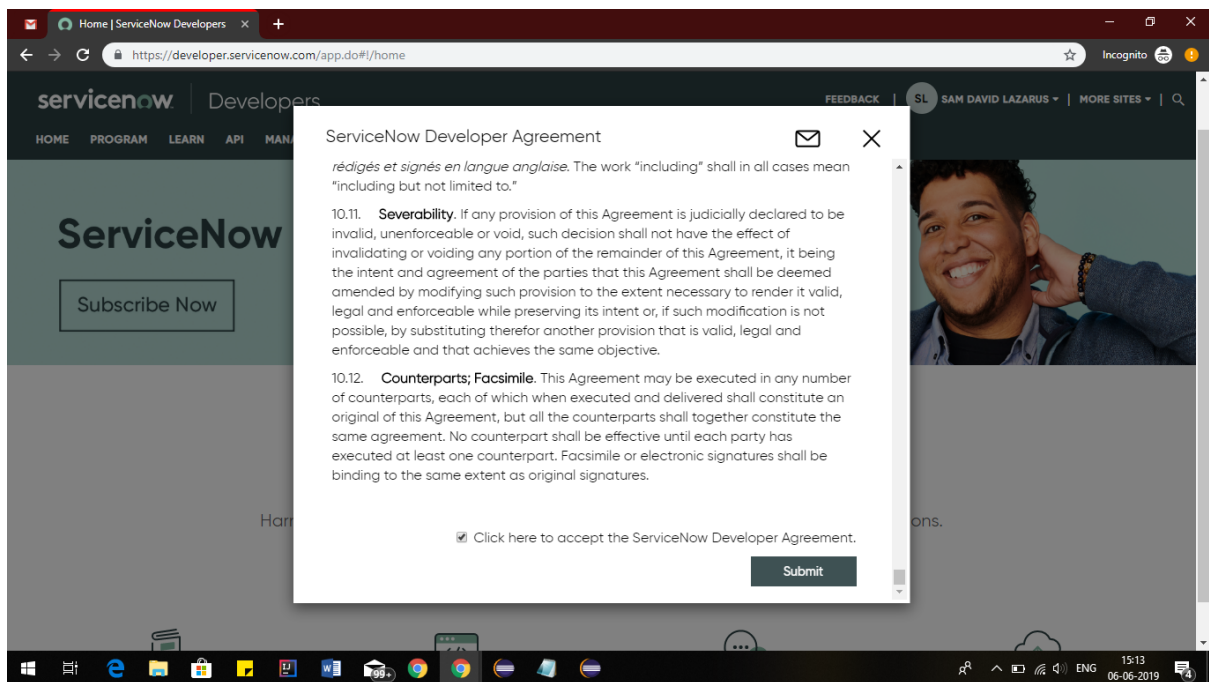 Home | ServiceNow Developers
https://developer.servicenow.com/app.do#!/home
Incognito
servicenow Developers
FEEDBACK | SL SAM DAVID LAZARUS | MORE SITES |
HOME PROGRAM LEARN API MANA
ServiceNow Developer Agreement
rédigés et signés en langue anglaise. The work “including” shall in all cases mean
“including but not limited to.”
10.11. Severability. If any provision of this Agreement is judicially declared to be
invalid, unenforceable or void, such decision shall not have the effect of
invalidating or voiding any portion of the remainder of this Agreement, it being
the intent and agreement of the parties that this Agreement shall be deemed
amended by modifying such provision to the extent necessary to render it valid,
legal and enforceable while preserving its intent or, if such modification is not
possible, by substituting therefor another provision that is valid, legal and
enforceable and that achieves the same objective.
10.12. Counterparts; Facsimile. This Agreement may be executed in any number
of counterparts, each of which when executed and delivered shall constitute an
original of this Agreement, but all the counterparts shall together constitute the
same agreement. No counterpart shall be effective until each party has
executed at least one counterpart. Facsimile or electronic signatures shall be
binding to the same extent as original signatures.
Click here to accept the ServiceNow Developer Agreement.
Submit
ServiceNow
Subscribe Now
Harr
ons.
99+
ENG
15:13
06-06-2019
4